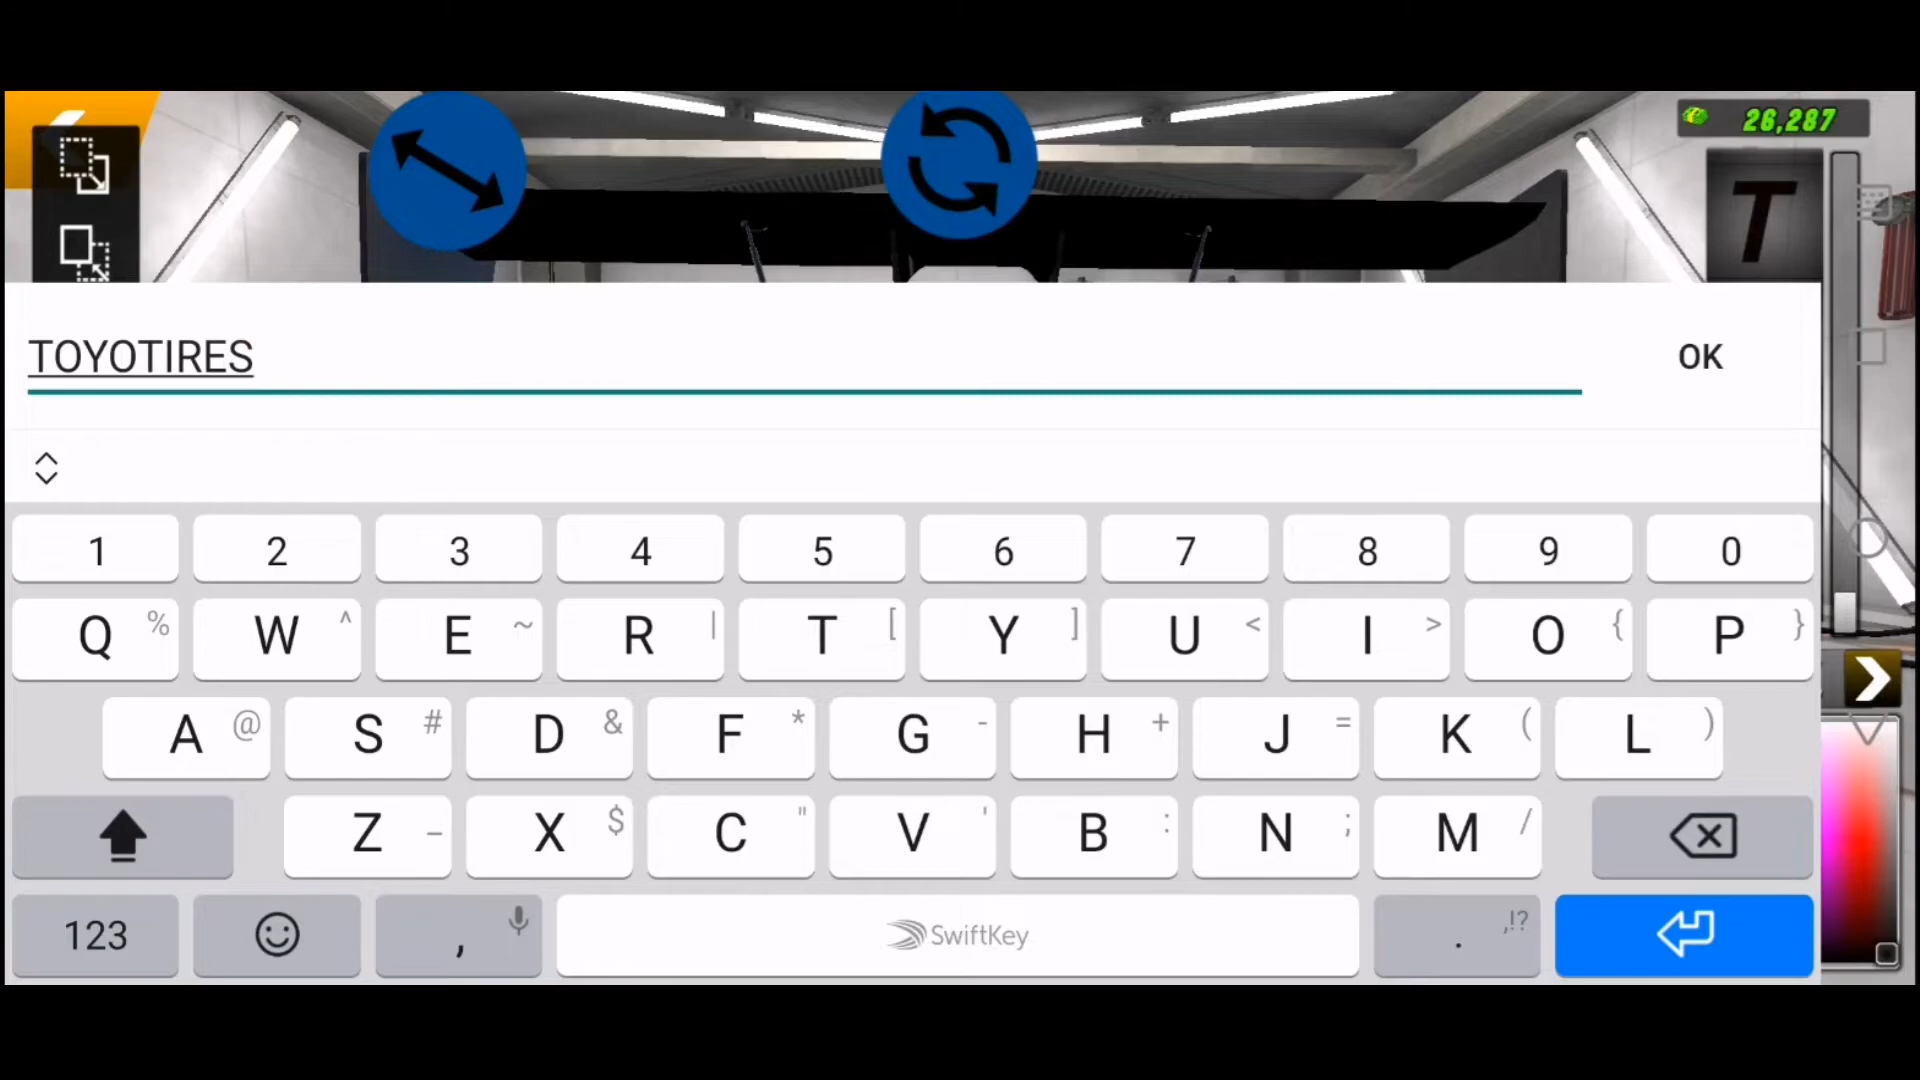 26,287
T
TOYOTIRES
OK
1 2 3 4 5 6 7 8 9 0
Q % W ^ E ~ R | T [ Y ] U < I > O { P }
A @ S # D & F * G - H + J = K ( L )
Z _ X $ C " V ' B : N ; M /
123 , SwiftKey . ,!?